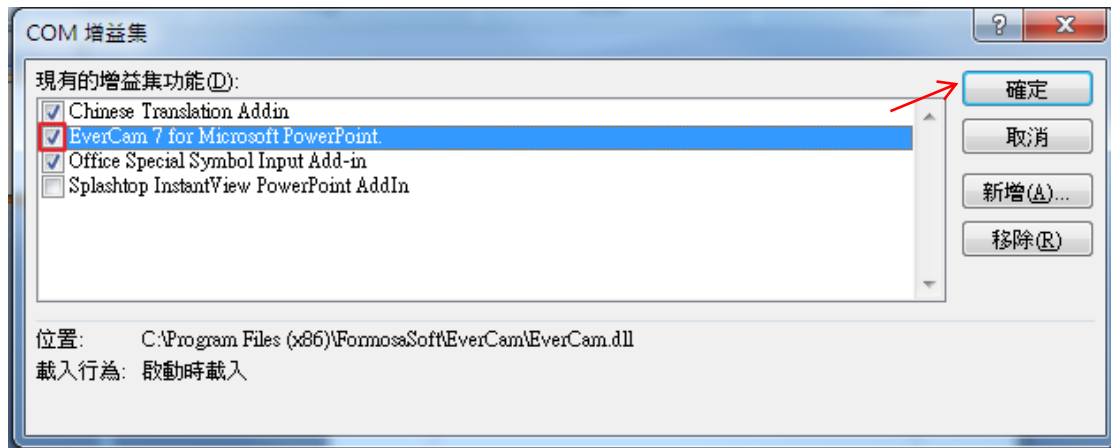 COM 增益集
?
X
現有的增益集功能(D):
Chinese Translation Addin
EverCam 7 for Microsoft PowerPoint.
Office Special Symbol Input Add-in
Splashtop InstantView PowerPoint AddIn
確定
取消
新增(A)...
移除(R)
位置: C:\Program Files (x86)\FormosaSoft\EverCam\EverCam.dll
載入行為: 啟動時載入